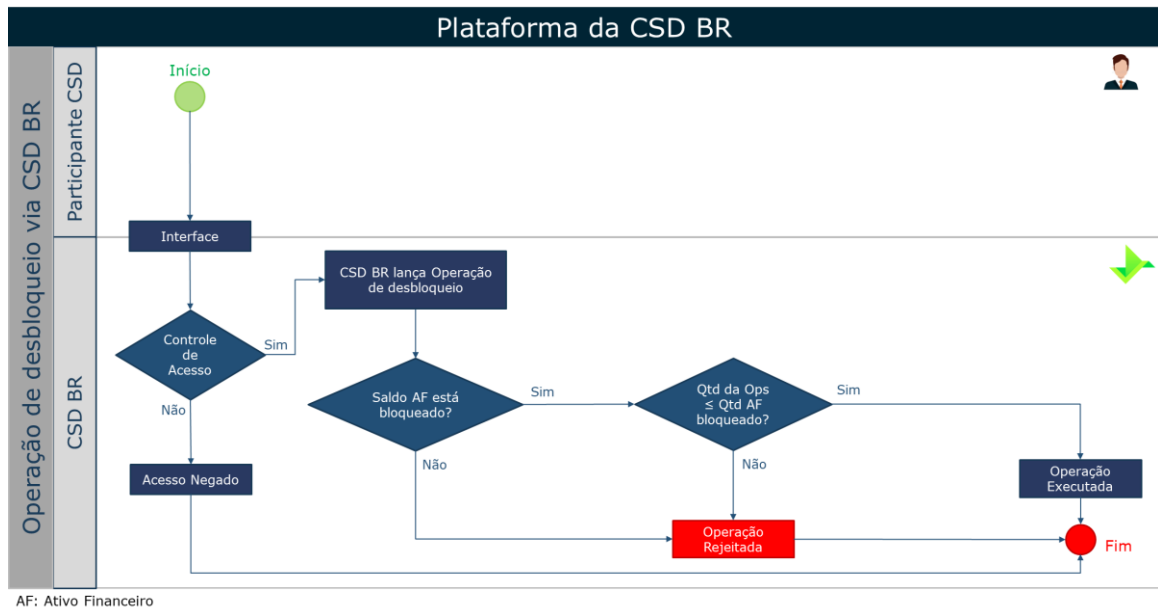 Plataforma da CSD BR
Operação de desbloqueio via CSD BR
Participante CSD
Início
Interface
CSD BR
CSD BR lança Operação
de desbloqueio
Controle
de
Acesso
Sim
Não
Saldo AF está
bloqueado?
Sim
Não
Qtd da Ops
≤ Qtd AF
bloqueado?
Sim
Não
Acesso Negado
Operação
Executada
Operação
Rejeitada
Fim
AF: Ativo Financeiro